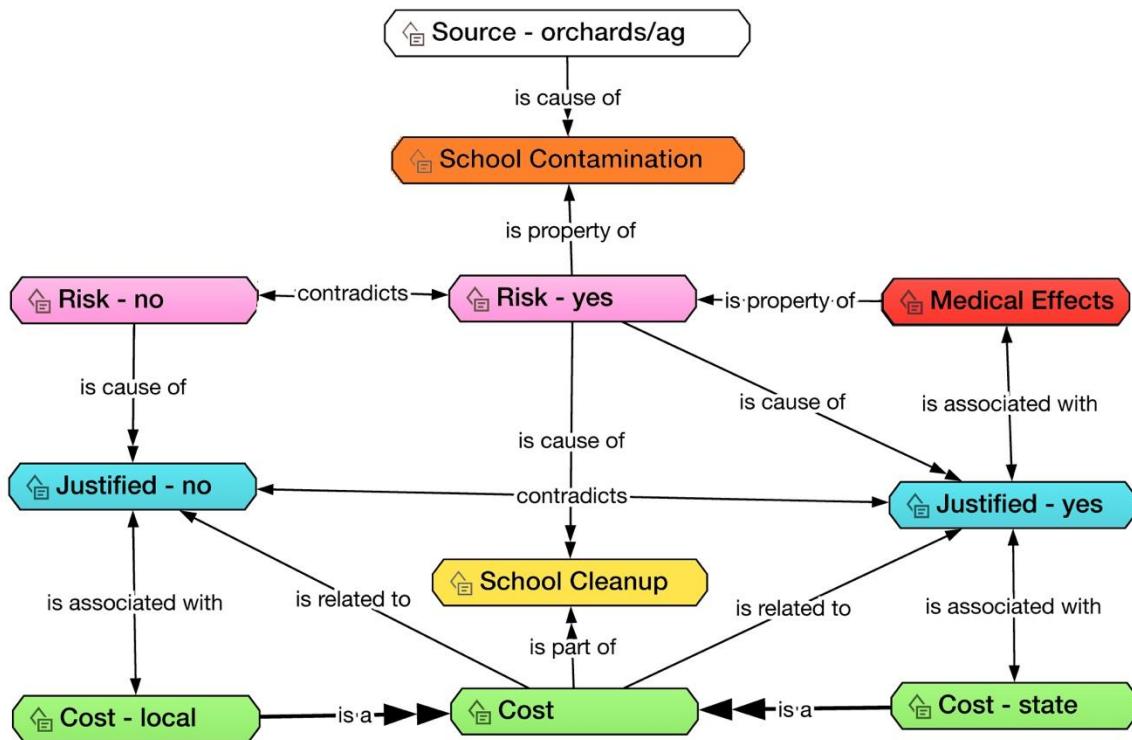 Source - orchards/ag
is cause of
School Contamination
is property of
Risk - no
contradicts
Risk - yes
is property of
Medical Effects
is cause of
is cause of
is cause of
is associated with
Justified - no
contradicts
Justified - yes
School Cleanup
is associated with
is related to
is part of
is related to
is associated with
Cost - local
is a
Cost
is a
Cost - state